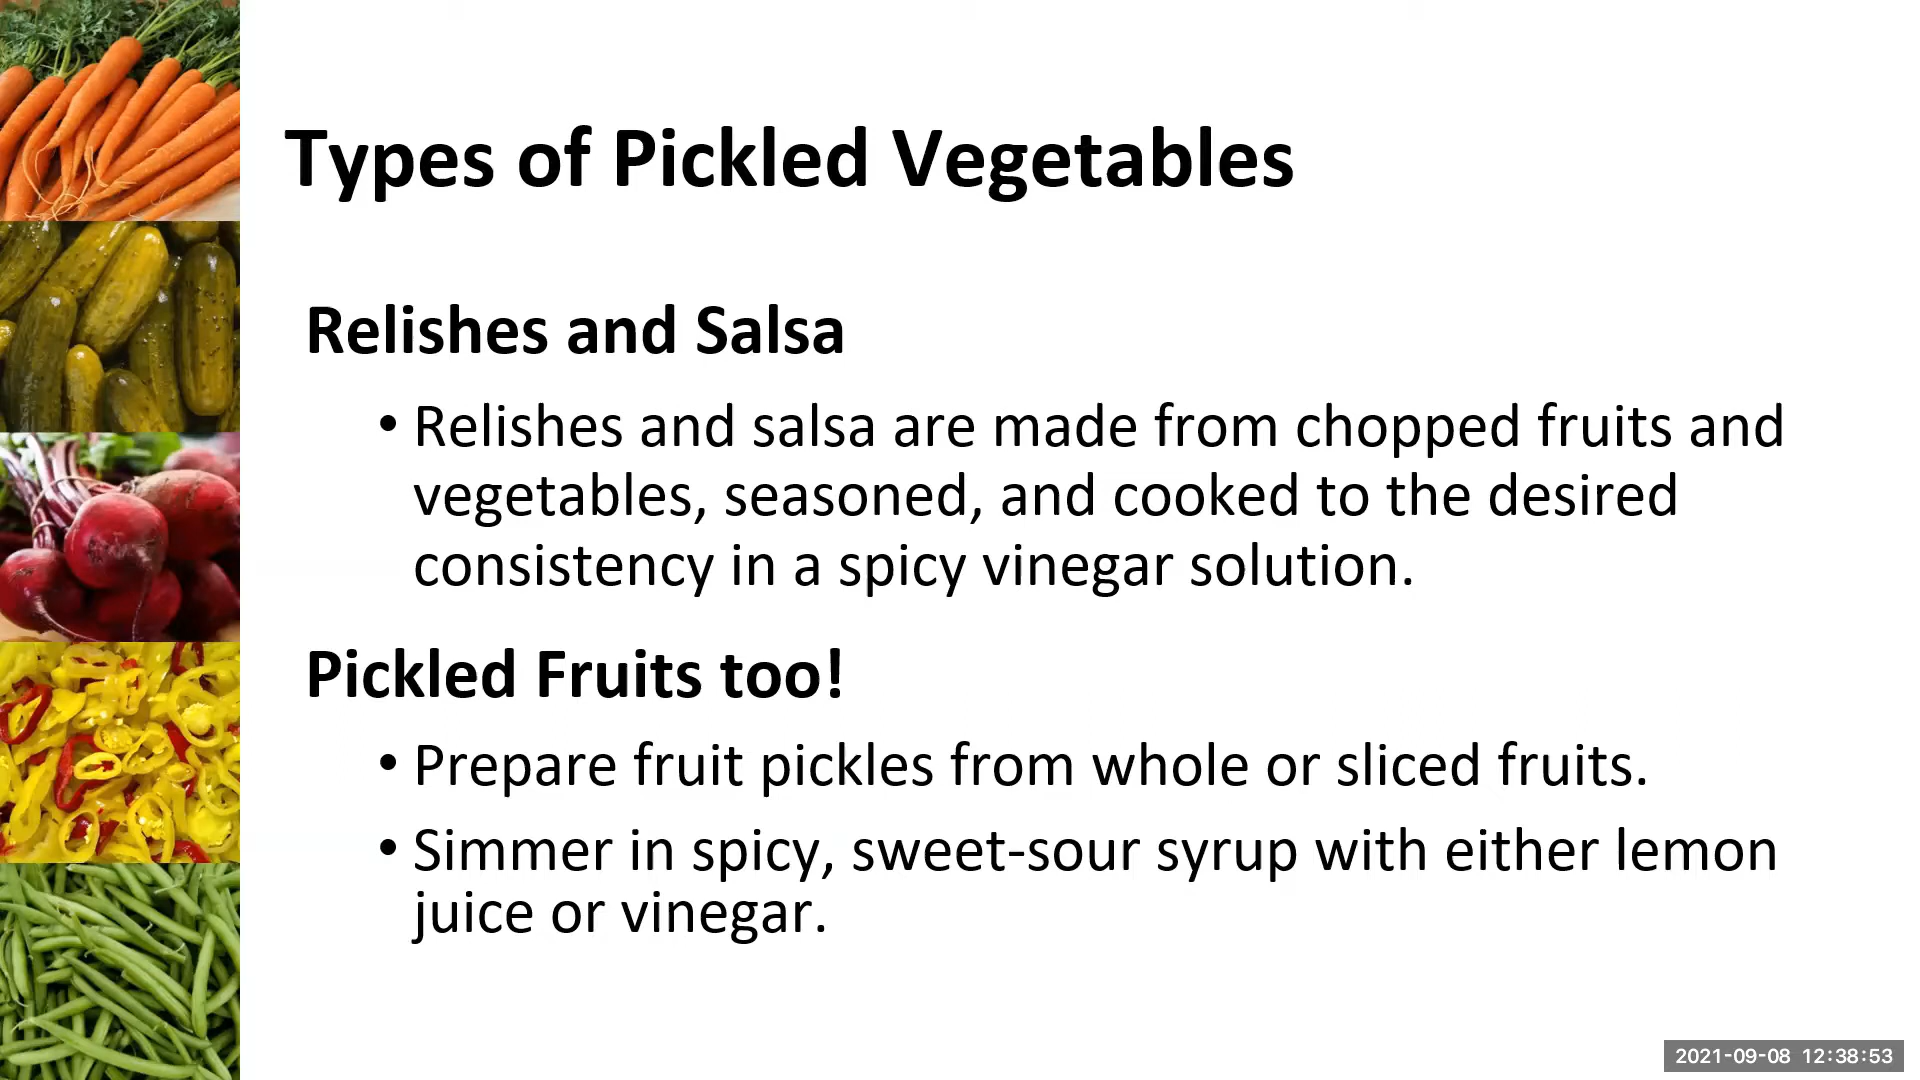 Types of Pickled Vegetables
Relishes and Salsa
• Relishes and salsa are made from chopped fruits and
vegetables, seasoned, and cooked to the desired
consistency in a spicy vinegar solution.
Pickled Fruits too!
• Prepare fruit pickles from whole or sliced fruits.
• Simmer in spicy, sweet-sour syrup with either lemon
juice or vinegar.
2021-09-08 12:38:53